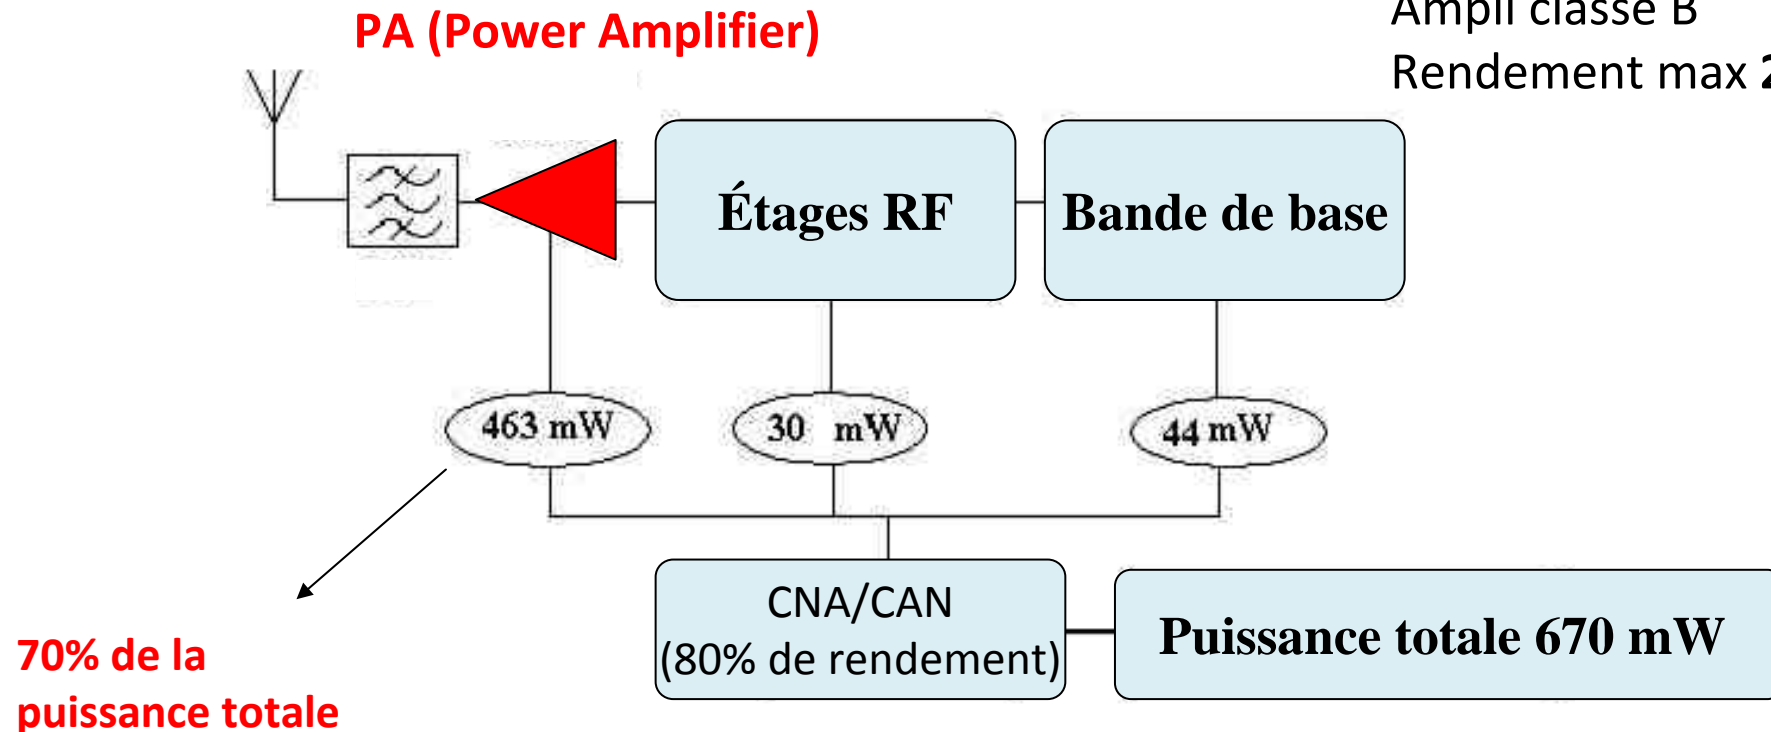 PA (Power Amplifier)
Ampli classe B
Rendement max 2
Étages RF
Bande de base
463 mW
30 mW
44 mW
CNA/CAN
(80% de rendement)
Puissance totale 670 mW
70% de la
puissance totale